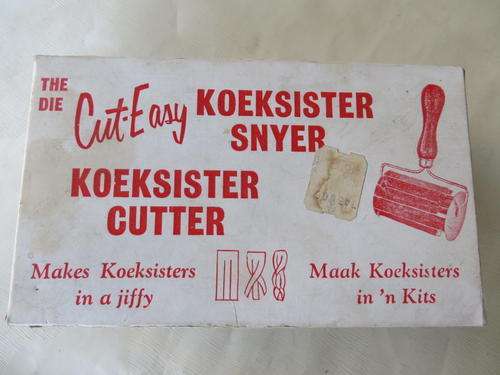 THE
DIE
Cut-Easy KOEKSISTER
SNYER
KOEKSISTER
CUTTER
Makes Koeksisters
in a jiffy
Maak Koeksisters
in 'n Kits